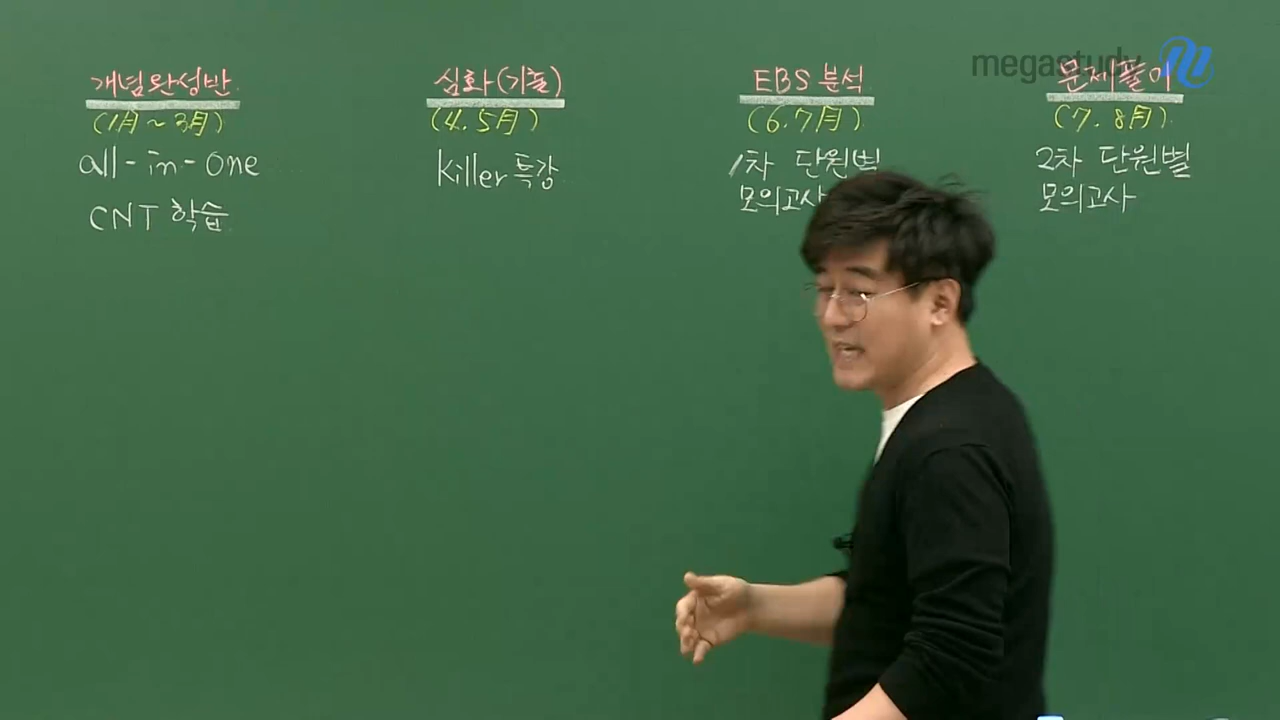 개념완성반
(1月~3月)
all-in-one
CNT 학습
심화(기출)
(4.5月)
killer 특강
EBS 분석
(6.7月)
1차 단원별
모의고사
megastudy
문제풀이
(7.8月)
2차 단원별
모의고사